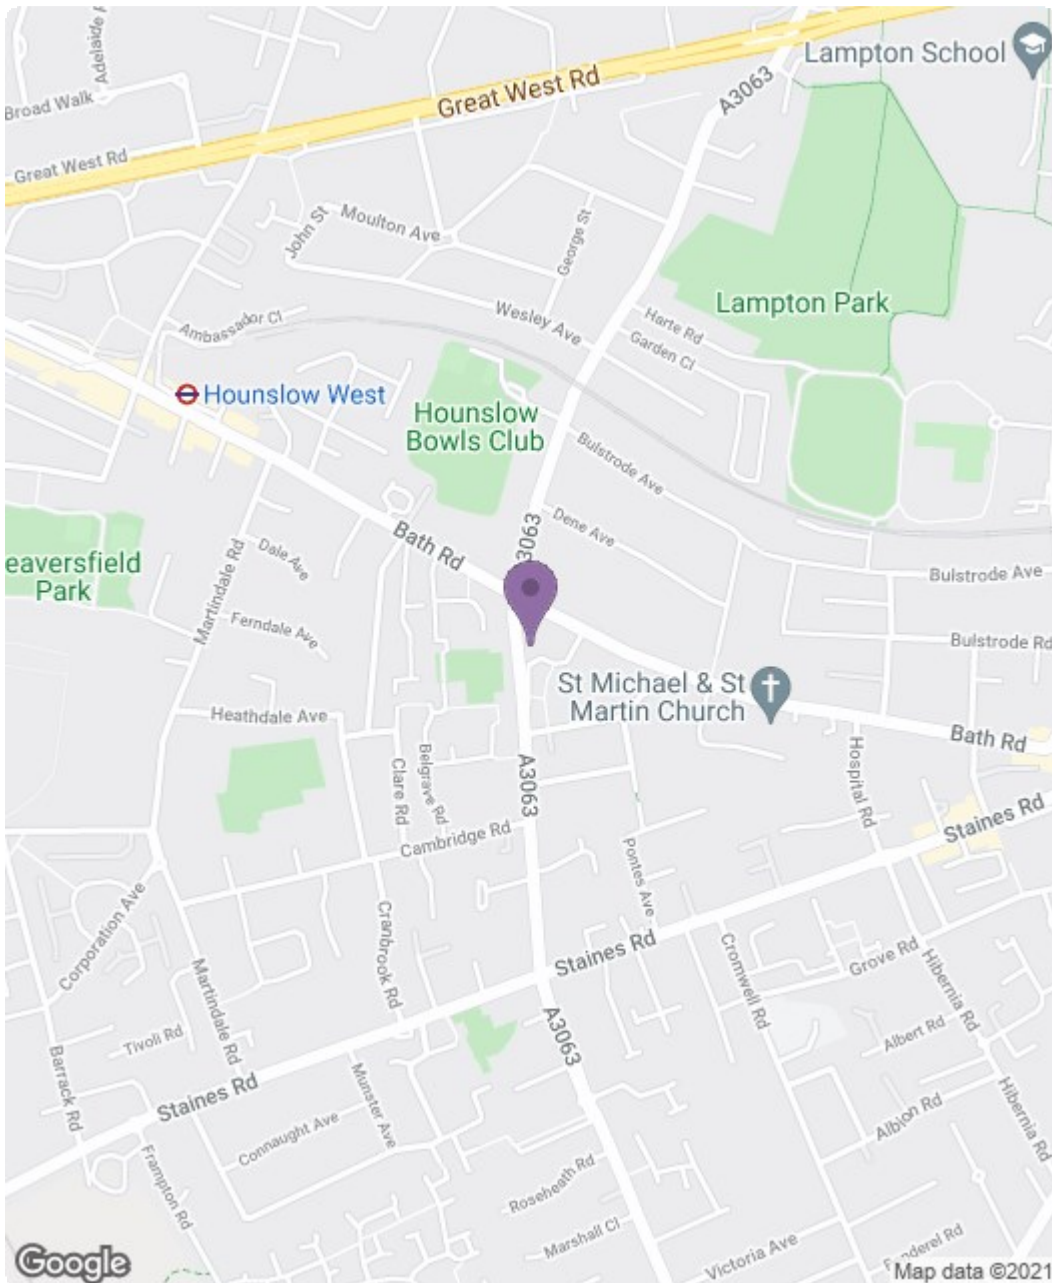 Adelaide A
Lampton School
Broad Walk
Great West Rd
A3063
Great West Rd
John St
Moulton Ave
George St
Lampton Park
Wesley Ave
Harte Rd
Ambassador Cl
Garden Cl
Hounslow West
Hounslow
Bowls Club
Bulstrode Ave
3063
Dene Ave
Bath Rd
eaversfield
Park
Martindale Rd
Dale Ave
Bulstrode Ave
Ferndale Ave
Bulstrode Rd
St Michael & St
Martin Church
Heathdale Ave
Bath Rd
Belgrave Rd
Clare Rd
A3063
Hospital Rd
Staines Rd
Cambridge Rd
Pontes Ave
Corporation Ave
Cranbrook Rd
Staines Rd
Grove Rd
Martindale Rd
Cromwell Rd
Hibernia Rd
Tivoli Rd
A3063
Albert Rd
Barrack Rd
Staines Rd
Munster Ave
Hibernia Rd
Connaught Ave
Albion Rd
Frampton Rd
Roseheath Rd
Marshall Cl
Victoria Ave
Google
Map data ©2021